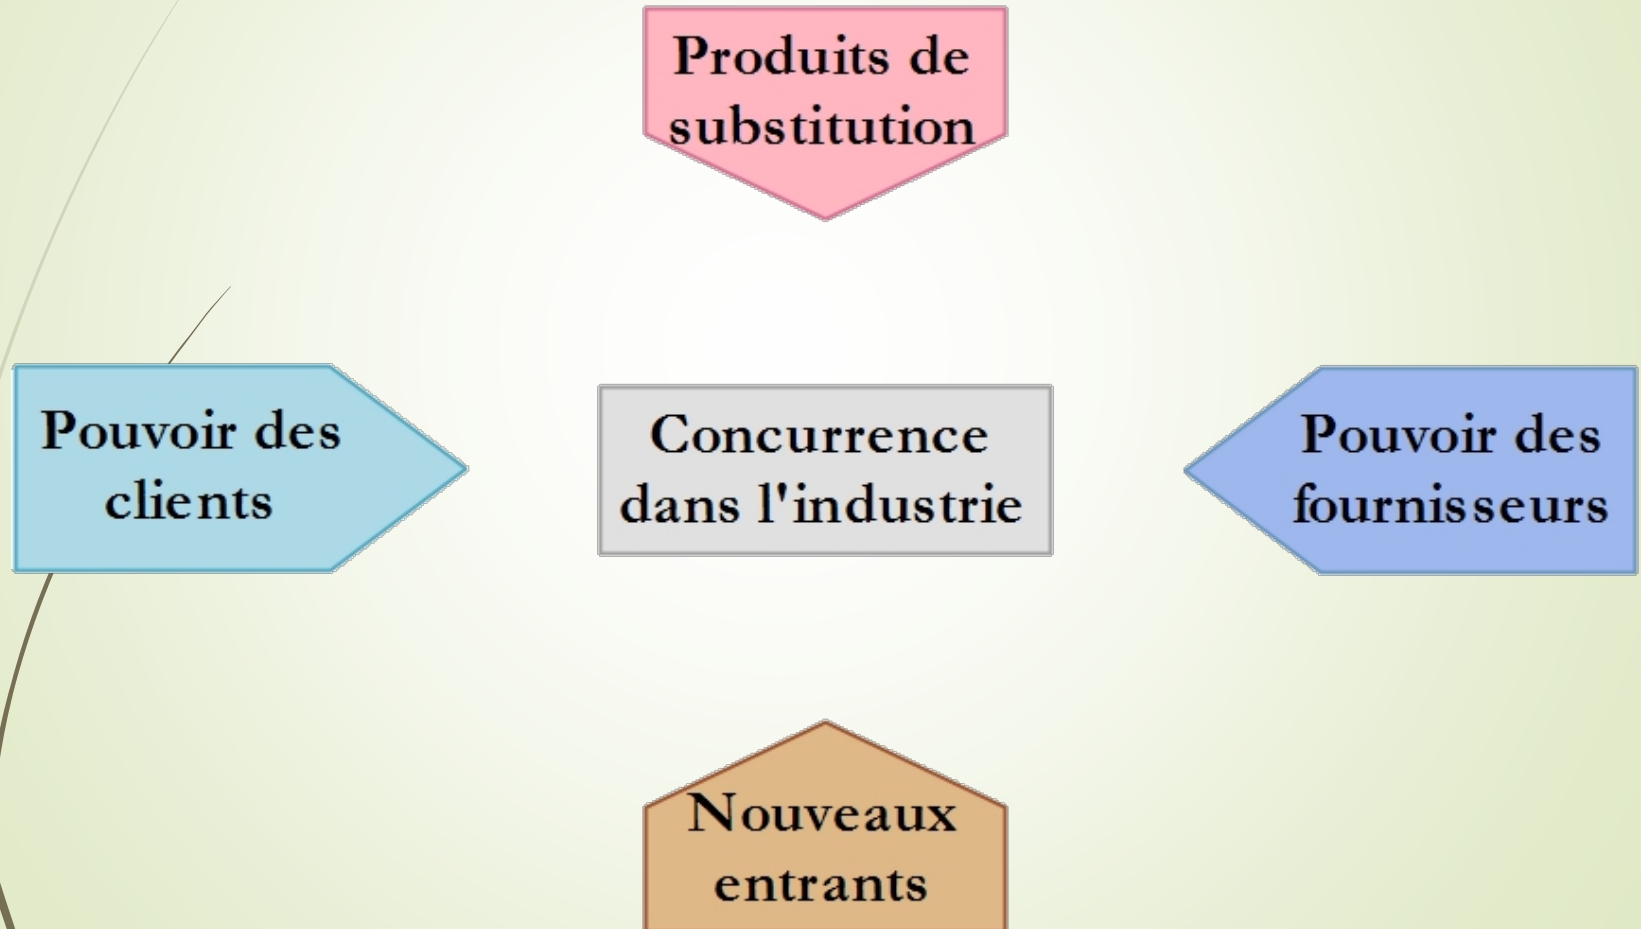 Produits de
substitution
Pouvoir des
clients
Concurrence
dans l'industrie
Pouvoir des
fournisseurs
Nouveaux
entrants